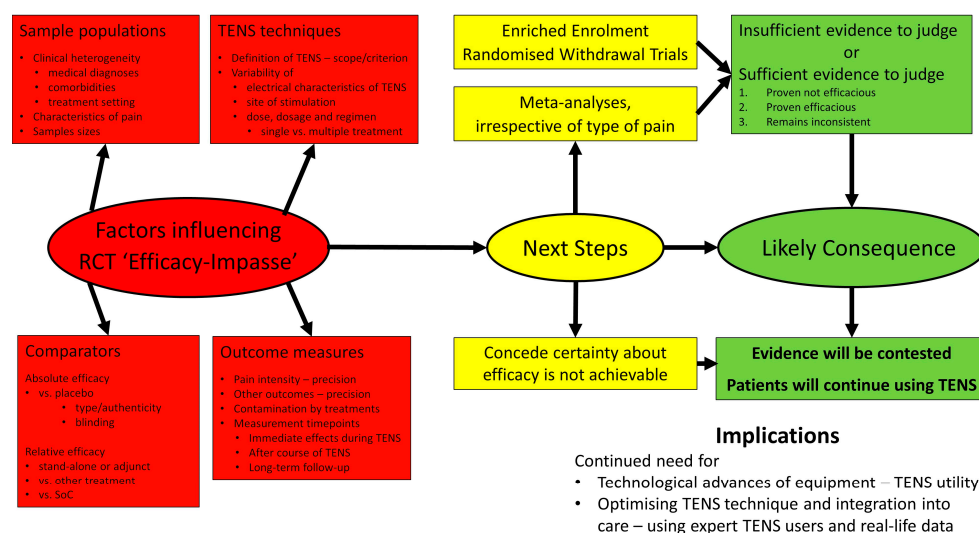 Sample populations
• Clinical heterogeneity
• medical diagnoses
• comorbidities
• treatment setting
• Characteristics of pain
• Samples sizes
TENS techniques
• Definition of TENS – scope/criterion
• Variability of
• electrical characteristics of TENS
• site of stimulation
• dose, dosage and regimen
• single vs. multiple treatment
Enriched Enrolment
Randomised Withdrawal Trials
Meta-analyses,
irrespective of type of pain
Insufficient evidence to judge
or
Sufficient evidence to judge
1. Proven not efficacious
2. Proven efficacious
3. Remains inconsistent
Factors influencing
RCT ‘Efficacy-Impasse’
Next Steps
Likely Consequence
Comparators
Absolute efficacy
• vs. placebo
• type/authenticity
• blinding
Relative efficacy
• stand-alone or adjunct
• vs. other treatment
• vs. SoC
Outcome measures
• Pain intensity – precision
• Other outcomes – precision
• Contamination by treatments
• Measurement timepoints
• Immediate effects during TENS
• After course of TENS
• Long-term follow-up
Concede certainty about
efficacy is not achievable
Evidence will be contested
Patients will continue using TENS
Implications
Continued need for
• Technological advances of equipment – TENS utility
• Optimising TENS technique and integration into
care – using expert TENS users and real-life data